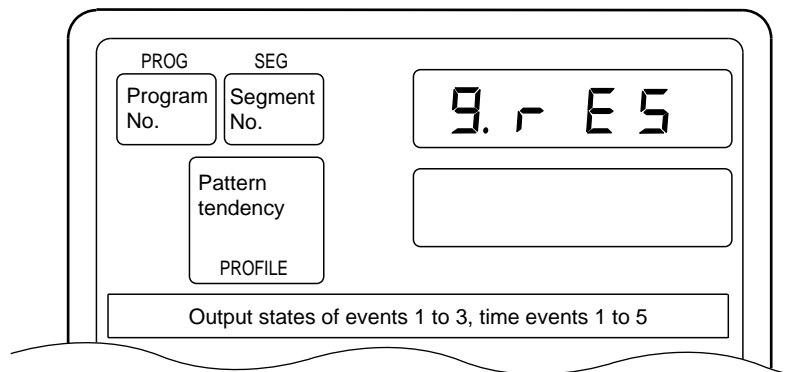 PROG SEG
Program No.
Segment No.
9. r E S
Pattern
tendency
PROFILE
Output states of events 1 to 3, time events 1 to 5